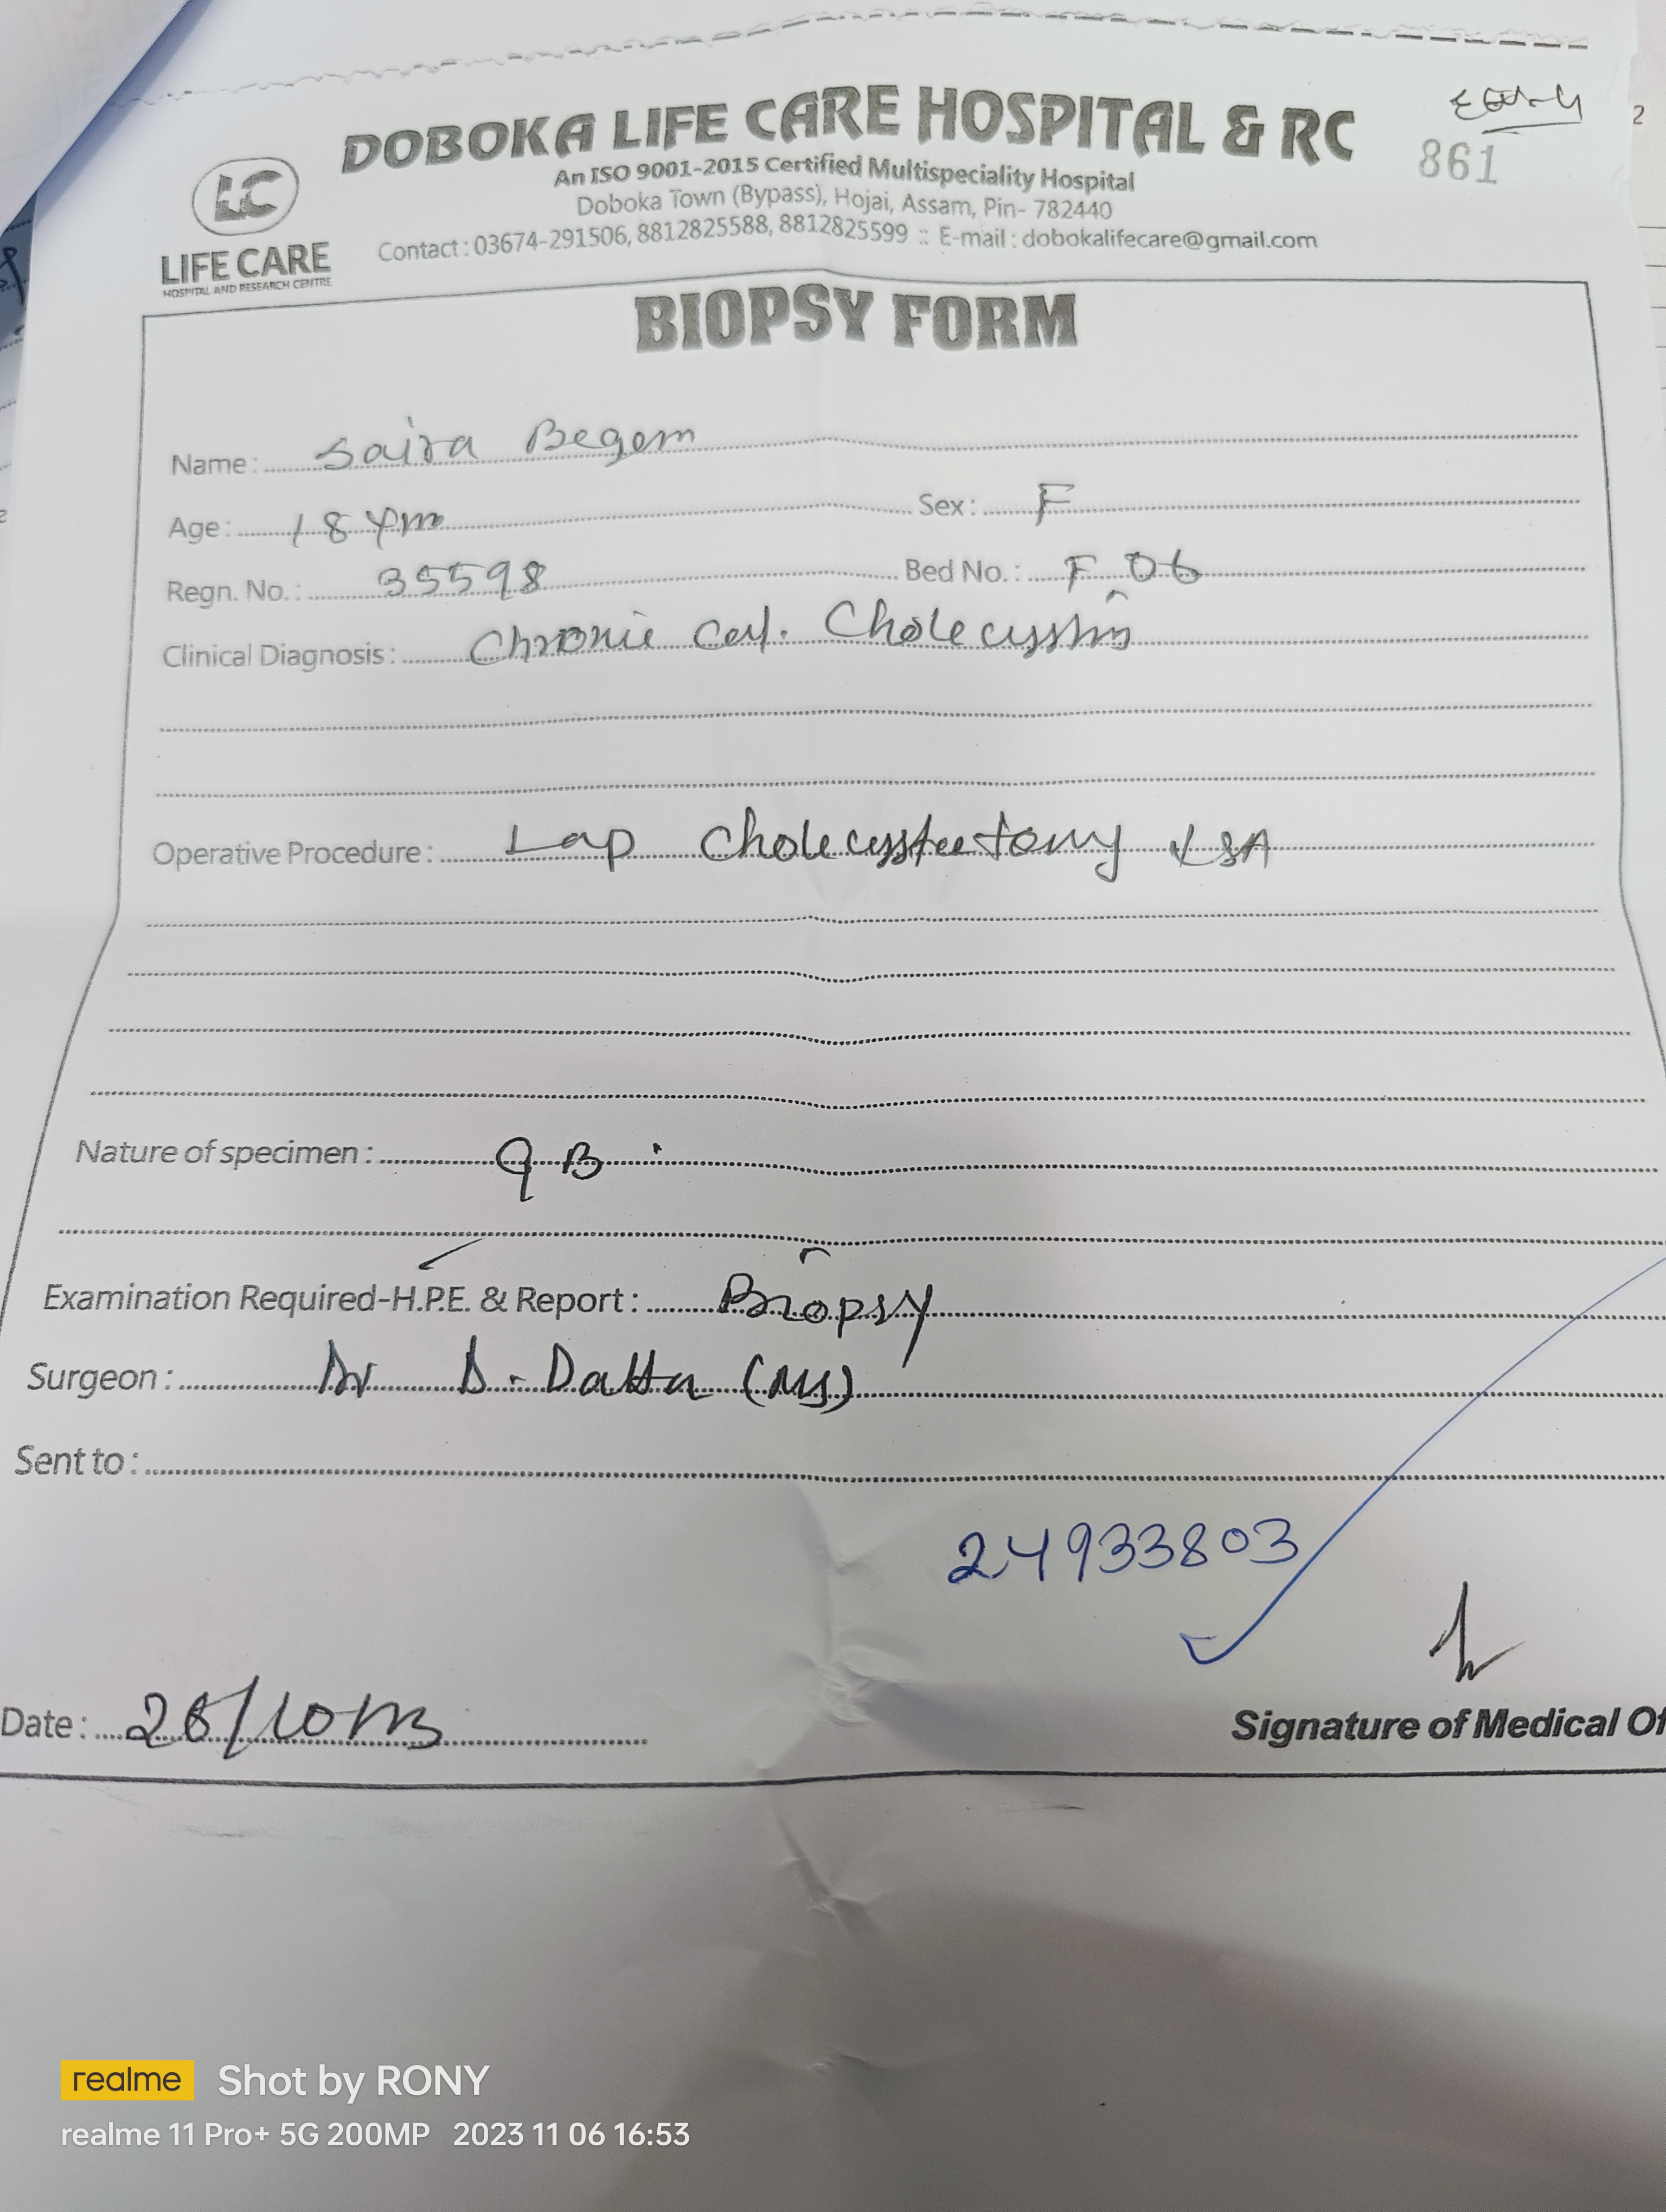 DOBOKA LIFE CARE HOSPITAL & RC
861
An ISO 9001-2015 Certified Multispeciality Hospital
Doboka Town (Bypass), Hojai, Assam, Pin- 782440
Contact : 03674-291506, 8812825588, 8812825599 :: E-mail : dobokalifecare@gmail.com
LC
LIFE CARE
HOSPITAL AND RESEARCH CENTRE
BIOPSY FORM
Name : Saira Begom
Age : 18 Sex : F
Regn. No. : 35598 Bed No. : F 06
Clinical Diagnosis : Chronic Cal. Cholecystitis
Operative Procedure : Lap Cholecystectomy
Nature of specimen : GB
Examination Required-H.P.E. & Report : Biopsy
Surgeon : Dr D. Datta (MS)
Sent to :
24933803
Date : 28/10/23
Signature of Medical Of
realme Shot by RONY
realme 11 Pro+ 5G 200MP 2023 11 06 16:53